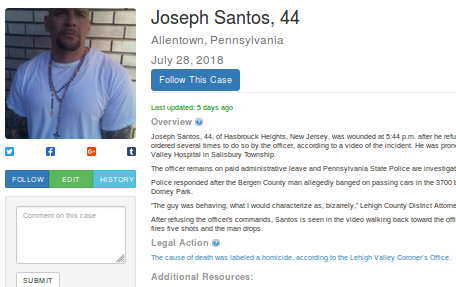 Joseph Santos, 44
Allentown, Pennsylvania
July 28, 2018
Follow This Case
Last updated: 5 days ago
Overview
Joseph Santos, 44, of Hasbrouck Heights, New Jersey, was wounded at 5:44 p.m. after he refu
ordered several times to do so by the officer, according to a video of the incident. He was pron
Valley Hospital in Salisbury Township.
The officer remains on paid administrative leave and Pennsylvania State Police are investigat
Police responded after the Bergen County man allegedly banged on passing cars in the 3700 b
Dorney Park.
"The guy was behaving, what I would characterize as, bizarrely," Lehigh County District Attorne
After refusing the officer's commands, Santos is seen in the video walking back toward the offi
fires five shots and the man drops.
Legal Action
The cause of death was labeled a homicide, according to the Lehigh Valley Coroner's Office.
Additional Resources:
FOLLOW
EDIT
HISTORY
Comment on this case
SUBMIT